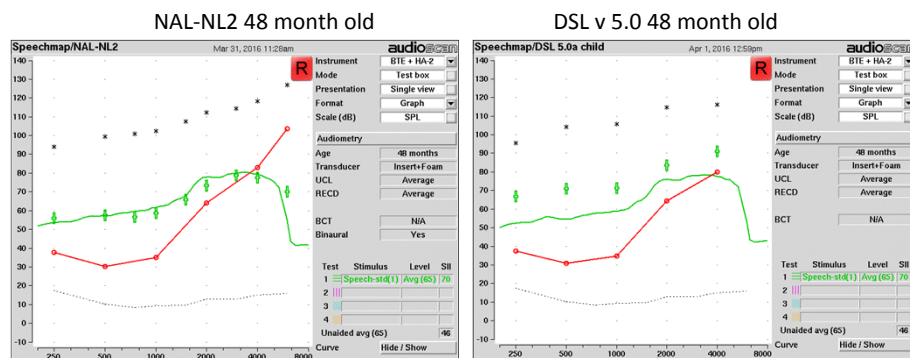 NAL-NL2 48 month old
Speechmap/NAL-NL2 Mar 31, 2016 11:28am audioscan
R
140
130
120
110
100
90
80
70
60
50
40
30
20
10
0
-10
250 500 1000 2000 4000 8000
Instrument BTE + HA-2
Mode Test box
Presentation Single view
Format Graph
Scale (dB) SPL
Audiometry
Age 48 months
Transducer Insert+Foam
UCL Average
RECD Average
BCT N/A
Binaural Yes
Test Stimulus Level SII
1 Speech-std(1) Avg (65) 70
2
3
4
Unaided avg (65) 46
Curve Hide / Show
DSL v 5.0 48 month old
Speechmap/DSL 5.0a child Apr 1, 2016 12:59pm audioscan
R
140
130
120
110
100
90
80
70
60
50
40
30
20
10
0
-10
250 500 1000 2000 4000 8000
Instrument BTE + HA-2
Mode Test box
Presentation Single view
Format Graph
Scale (dB) SPL
Audiometry
Age 48 months
Transducer Insert+Foam
UCL Average
RECD Average
BCT N/A
Test Stimulus Level SII
1 Speech-std(1) Avg (65) 70
2
3
4
Unaided avg (65) 46
Curve Hide / Show